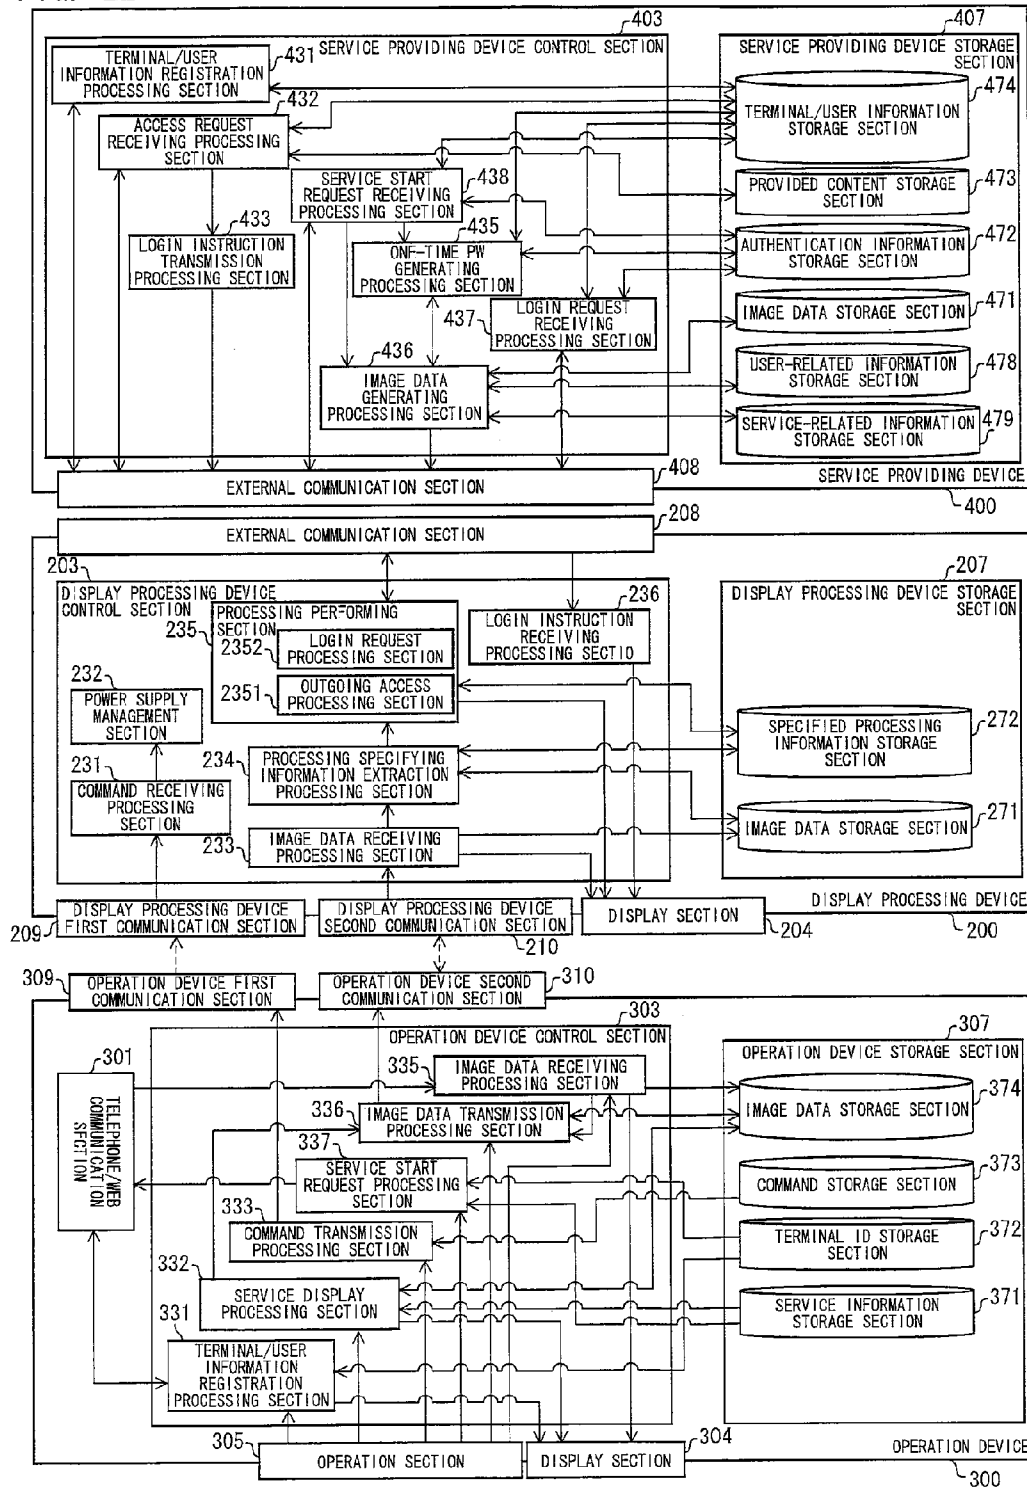 403
SERVICE PROVIDING DEVICE CONTROL SECTION
407
SERVICE PROVIDING DEVICE STORAGE
SECTION
431
TERMINAL/USER
INFORMATION REGISTRATION
PROCESSING SECTION
474
TERMINAL/USER INFORMATION
STORAGE SECTION
432
ACCESS REQUEST
RECEIVING PROCESSING
SECTION
438
SERVICE START
REQUEST RECEIVING
PROCESSING SECTION
473
PROVIDED CONTENT STORAGE
SECTION
433
LOGIN INSTRUCTION
TRANSMISSION
PROCESSING SECTION
435
ONE-TIME PW
GENERATING
PROCESSING SECTION
472
AUTHENTICATION INFORMATION
STORAGE SECTION
437
LOGIN REQUEST
RECEIVING
PROCESSING SECTION
471
IMAGE DATA STORAGE SECTION
436
IMAGE DATA
GENERATING
PROCESSING SECTION
478
USER-RELATED INFORMATION
STORAGE SECTION
479
SERVICE-RELATED INFORMATION
STORAGE SECTION
408
EXTERNAL COMMUNICATION SECTION
SERVICE PROVIDING DEVICE
400
208
EXTERNAL COMMUNICATION SECTION
203
DISPLAY PROCESSING DEVICE
CONTROL SECTION
207
DISPLAY PROCESSING DEVICE STORAGE
SECTION
235
PROCESSING PERFORMING
SECTION
2352
LOGIN REQUEST
PROCESSING SECTION
236
LOGIN INSTRUCTION
RECEIVING
PROCESSING SECTIO
232
POWER SUPPLY
MANAGEMENT
SECTION
2351
OUTGOING ACCESS
PROCESSING SECTION
272
SPECIFIED PROCESSING
INFORMATION STORAGE
SECTION
234
PROCESSING SPECIFYING
INFORMATION EXTRACTION
PROCESSING SECTION
231
COMMAND RECEIVING
PROCESSING
SECTION
271
IMAGE DATA STORAGE SECTION
233
IMAGE DATA RECEIVING
PROCESSING SECTION
209
DISPLAY PROCESSING DEVICE
FIRST COMMUNICATION SECTION
DISPLAY PROCESSING DEVICE
SECOND COMMUNICATION SECTION
210
DISPLAY SECTION
204
DISPLAY PROCESSING DEVICE
200
309
OPERATION DEVICE FIRST
COMMUNICATION SECTION
OPERATION DEVICE SECOND
COMMUNICATION SECTION
310
303
OPERATION DEVICE CONTROL SECTION
307
OPERATION DEVICE STORAGE SECTION
301
TELEPHONE/WEB
COMMUNICATION
SECTION
335
IMAGE DATA RECEIVING
PROCESSING SECTION
374
IMAGE DATA STORAGE SECTION
336
IMAGE DATA TRANSMISSION
PROCESSING SECTION
337
SERVICE START
REQUEST PROCESSING
SECTION
373
COMMAND STORAGE SECTION
333
COMMAND TRANSMISSION
PROCESSING SECTION
372
TERMINAL ID STORAGE
SECTION
332
SERVICE DISPLAY
PROCESSING SECTION
371
SERVICE INFORMATION
STORAGE SECTION
331
TERMINAL/USER
INFORMATION
REGISTRATION
PROCESSING SECTION
305
OPERATION SECTION
DISPLAY SECTION
304
OPERATION DEVICE
300